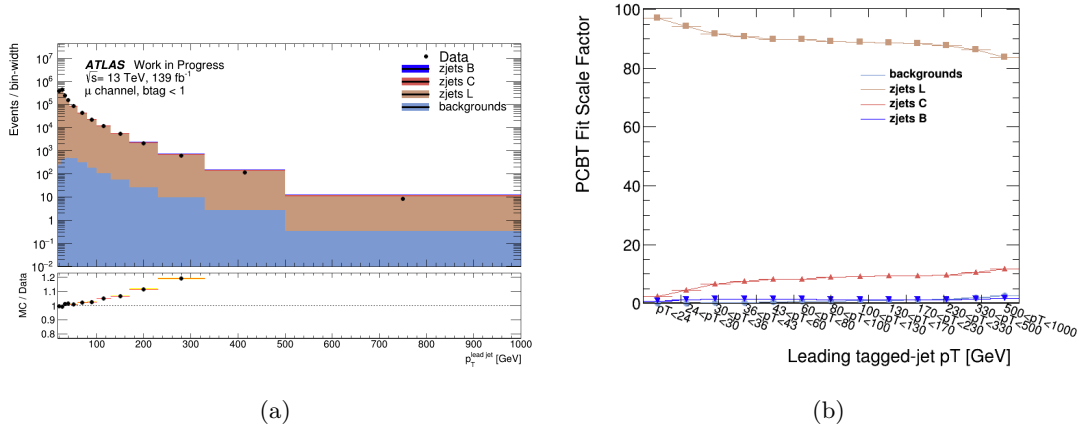 ATLAS Work in Progress
√s= 13 TeV, 139 fb⁻¹
μ channel, btag < 1
Data
zjets B
zjets C
zjets L
backgrounds
Events / bin-width
10⁷
10⁶
10⁵
10⁴
10³
10²
10
1
10⁻¹
10⁻²
MC / Data
1.2
1.1
1
0.9
0.8
100 200 300 400 500 600 700 800 900 1000
p_T^lead jet [GeV]
(a)
PCBT Fit Scale Factor
100
80
60
40
20
0
backgrounds
zjets L
zjets C
zjets B
pT<24
24<pT<30
30<pT<36
36<pT<43
43<pT<60
60<pT<80
80<pT<100
100<pT<130
130<pT<170
170<pT<230
230<pT<330
330<pT<500
500<pT<1000
Leading tagged-jet pT [GeV]
(b)